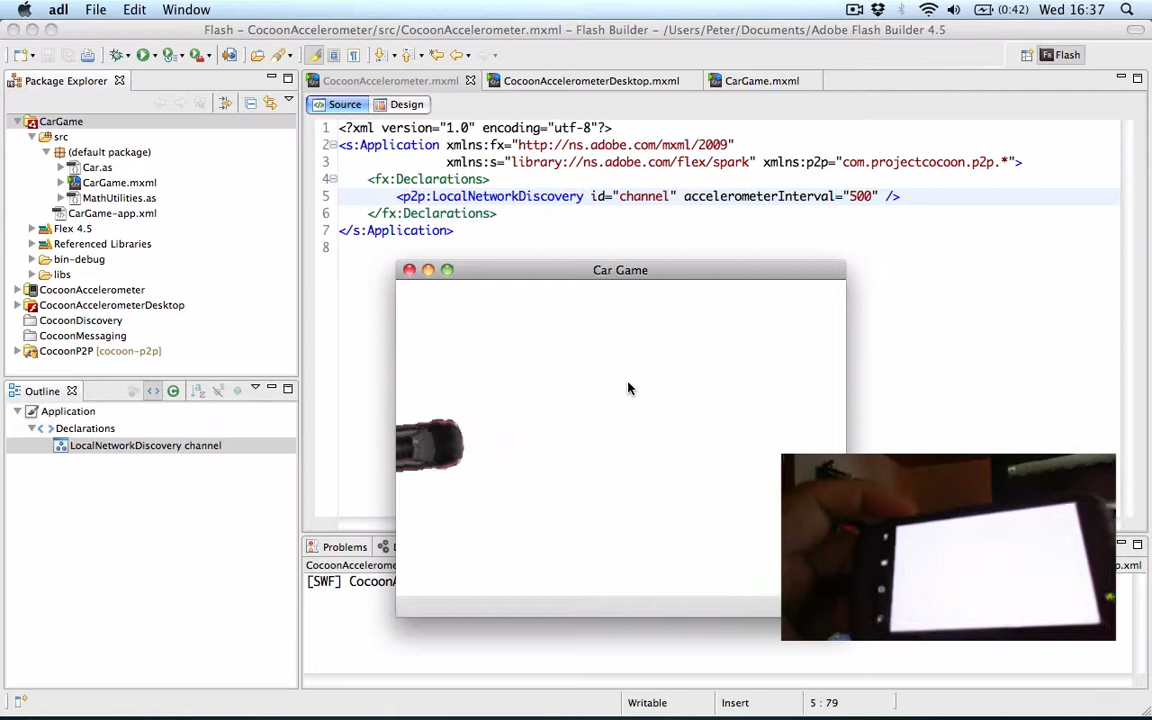 adl File Edit Window (0:42) Wed 16:37
Flash – CocoonAccelerometer/src/CocoonAccelerometer.mxml – Flash Builder – /Users/Peter/Documents/Adobe Flash Builder 4.5
Fs Flash
Package Explorer
CarGame
src
(default package)
Car.as
CarGame.mxml
MathUtilities.as
CarGame-app.xml
Flex 4.5
Referenced Libraries
bin-debug
libs
CocoonAccelerometer
CocoonAccelerometerDesktop
CocoonDiscovery
CocoonMessaging
CocoonP2P [cocoon-p2p]
Outline
Application
Declarations
LocalNetworkDiscovery channel
CocoonAccelerometer.mxml CocoonAccelerometerDesktop.mxml CarGame.mxml
Source Design
1 <?xml version="1.0" encoding="utf-8"?>
2 <s:Application xmlns:fx="http://ns.adobe.com/mxml/2009"
3 xmlns:s="library://ns.adobe.com/flex/spark" xmlns:p2p="com.projectcocoon.p2p.*">
4 <fx:Declarations>
5 <p2p:LocalNetworkDiscovery id="channel" accelerometerInterval="500" />
6 </fx:Declarations>
7 </s:Application>
8
Car Game
Problems
CocoonAccelerome
[SWF] CocoonA
p.xml
Writable Insert 5 : 79